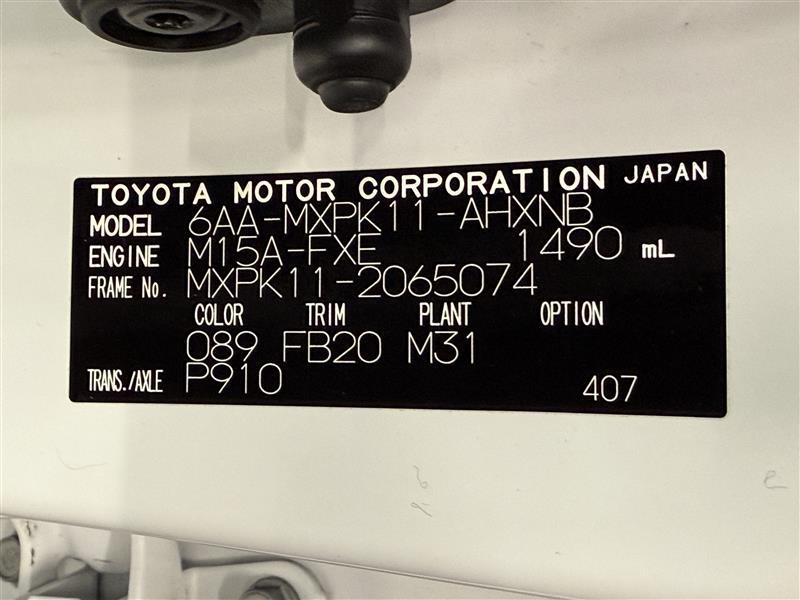 TOYOTA MOTOR CORPORATION JAPAN
MODEL 6AA-MXPK11-AHXNB
ENGINE M15A-FXE 1490 mL
FRAME No. MXPK11-2065074
COLOR TRIM PLANT OPTION
089 FB20 M31
TRANS./AXLE P910 407